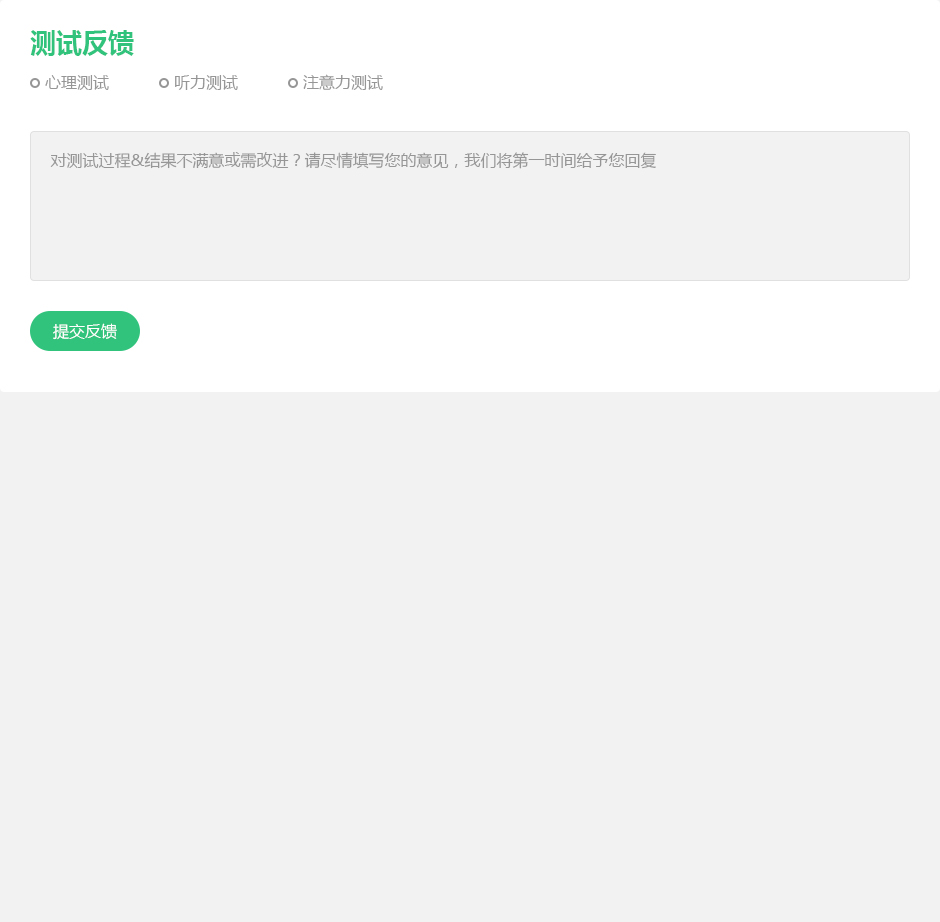 测试反馈
心理测试 听力测试 注意力测试
对测试过程&结果不满意或需改进？请尽情填写您的意见，我们将第一时间给予您回复
提交反馈